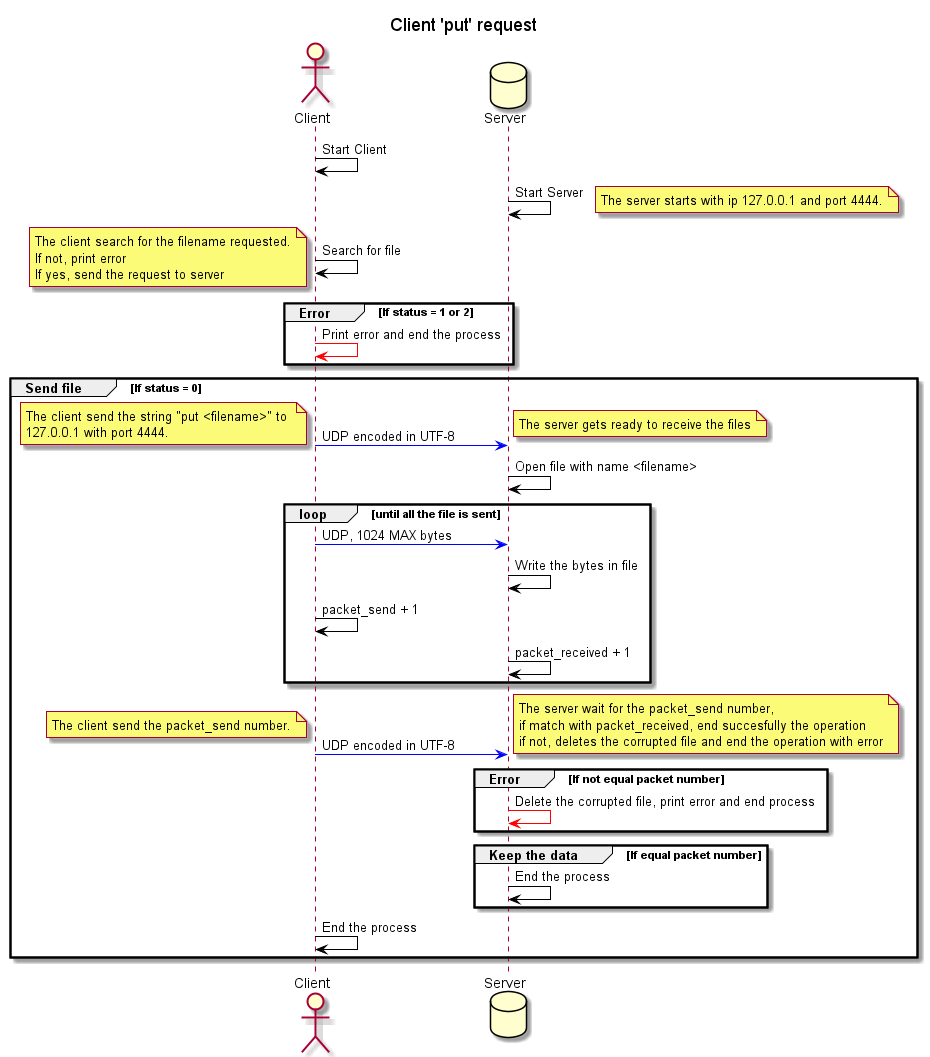 Client 'put' request
Client
Server
Start Client
Start Server
The server starts with ip 127.0.0.1 and port 4444.
The client search for the filename requested.
If not, print error
If yes, send the request to server
Search for file
Error [If status = 1 or 2]
Print error and end the process
Send file [If status = 0]
The client send the string "put <filename>" to
127.0.0.1 with port 4444.
UDP encoded in UTF-8
The server gets ready to receive the files
Open file with name <filename>
loop [until all the file is sent]
UDP, 1024 MAX bytes
Write the bytes in file
packet_send + 1
packet_received + 1
The client send the packet_send number.
UDP encoded in UTF-8
The server wait for the packet_send number,
if match with packet_received, end succesfully the operation
if not, deletes the corrupted file and end the operation with error
Error [If not equal packet number]
Delete the corrupted file, print error and end process
Keep the data [If equal packet number]
End the process
End the process
Client
Server